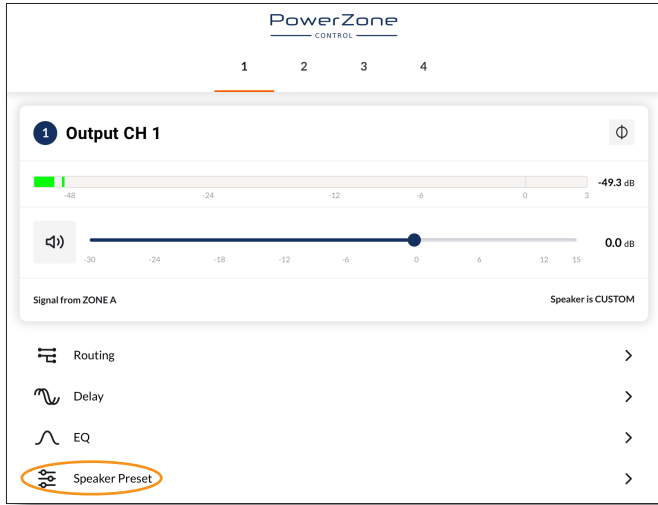 PowerZone
CONTROL
1 2 3 4
1 Output CH 1
-49.3 dB
-48 -24 -12 -6 0 3
0.0 dB
-30 -24 -18 -12 -6 0 6 12 15
Signal from ZONE A Speaker is CUSTOM
Routing
Delay
EQ
Speaker Preset